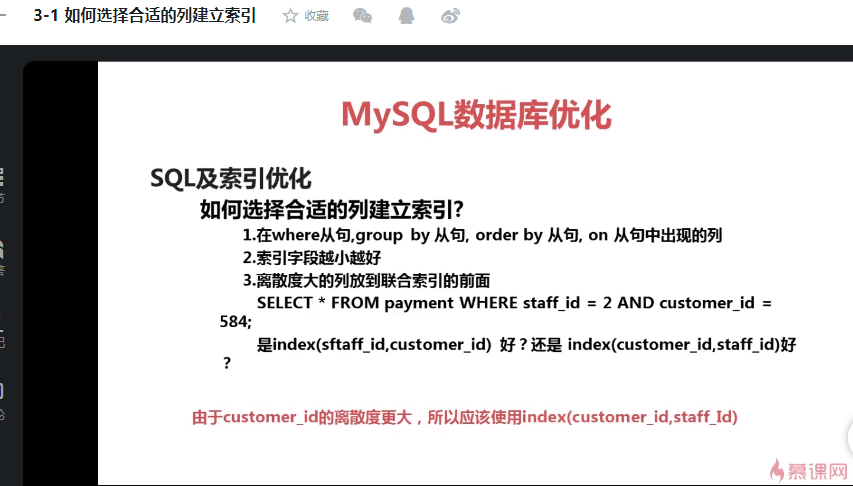 3-1 如何选择合适的列建立索引
收藏
MySQL数据库优化
SQL及索引优化
如何选择合适的列建立索引?
1.在where从句,group by 从句, order by 从句, on 从句中出现的列
2.索引字段越小越好
3.离散度大的列放到联合索引的前面
SELECT * FROM payment WHERE staff_id = 2 AND customer_id =
584;
是index(sftaff_id,customer_id) 好？还是 index(customer_id,staff_id)好
？
由于customer_id的离散度更大，所以应该使用index(customer_id,staff_Id)
慕课网